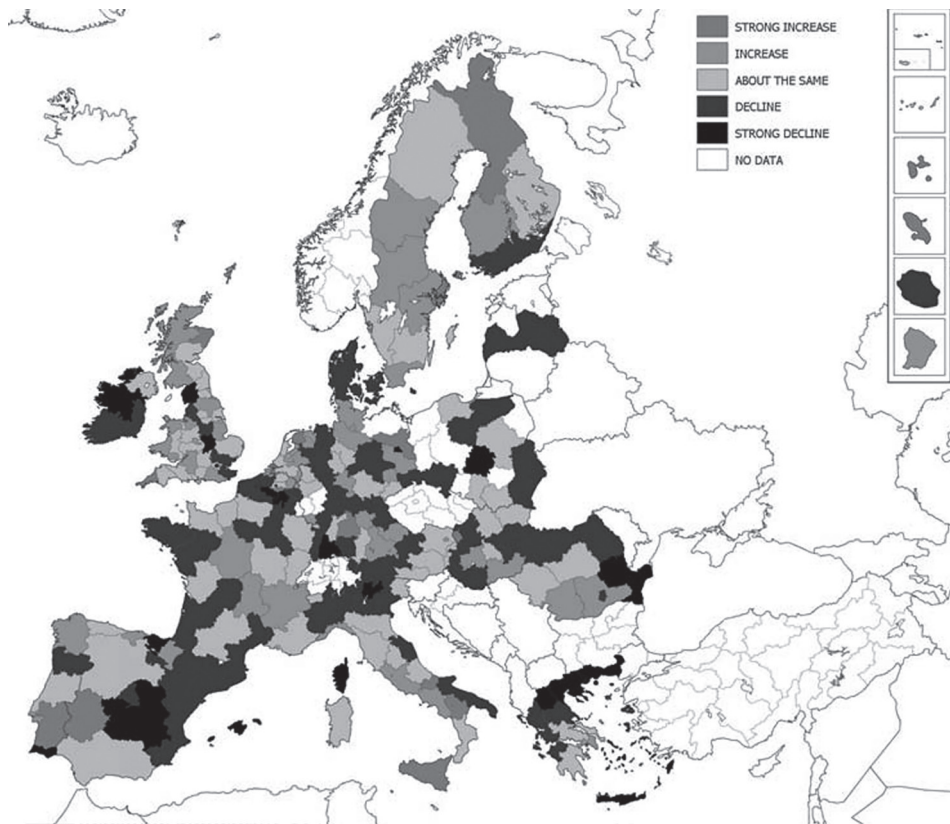 STRONG INCREASE
INCREASE
ABOUT THE SAME
DECLINE
STRONG DECLINE
NO DATA